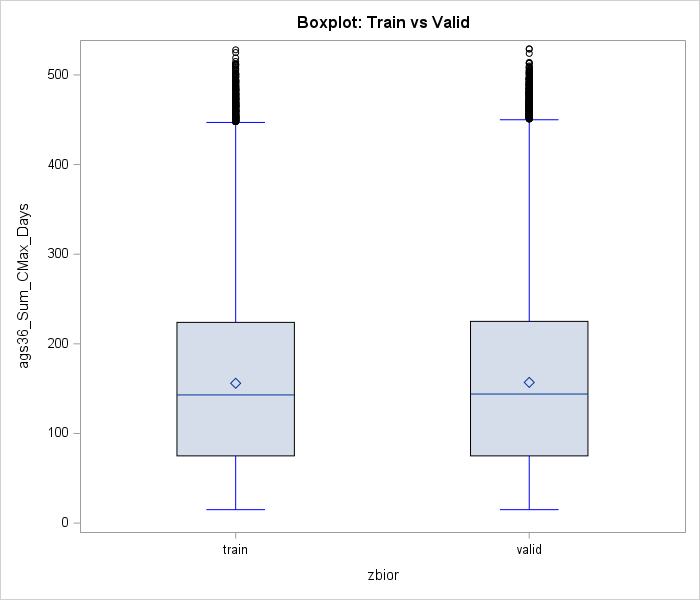 Boxplot: Train vs Valid
500
400
300
200
100
0
ags36_Sum_CMax_Days
train
valid
zbior